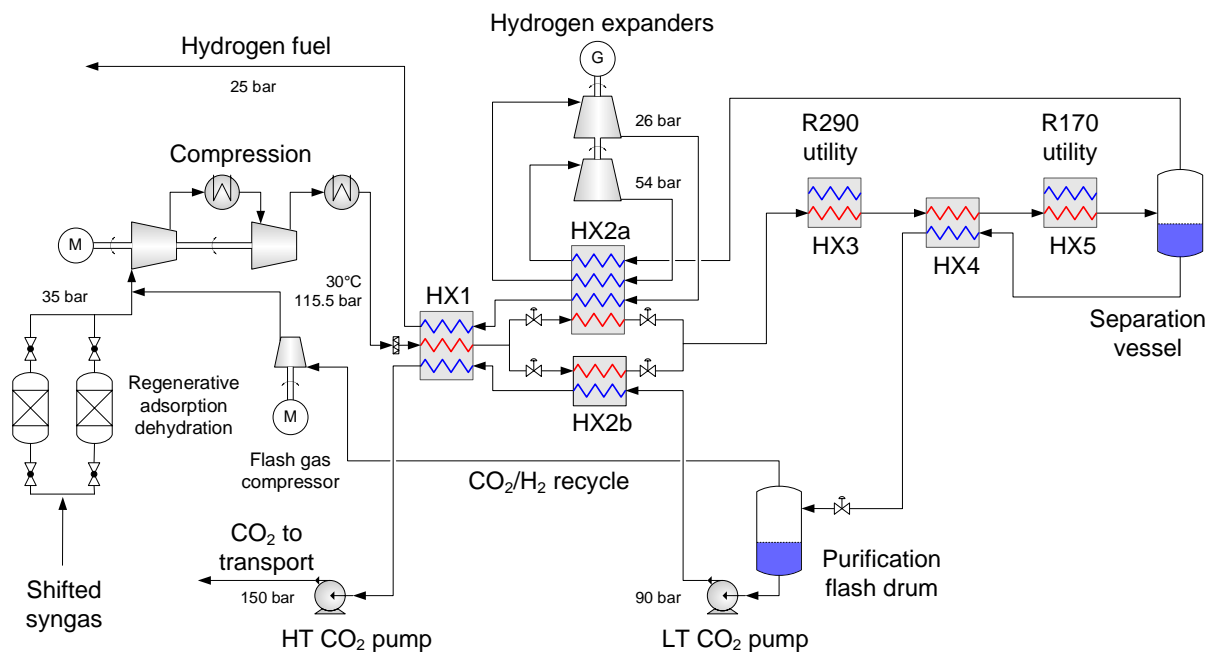 Hydrogen expanders
Hydrogen fuel
25 bar
G
26 bar
54 bar
R290
utility
R170
utility
Compression
M
HX2a
HX3
HX4
HX5
30°C
115.5 bar
HX1
35 bar
Separation
vessel
Regenerative
adsorption
dehydration
M
HX2b
Flash gas
compressor
CO₂/H₂ recycle
CO₂ to
transport
150 bar
90 bar
Purification
flash drum
Shifted
syngas
HT CO₂ pump
LT CO₂ pump